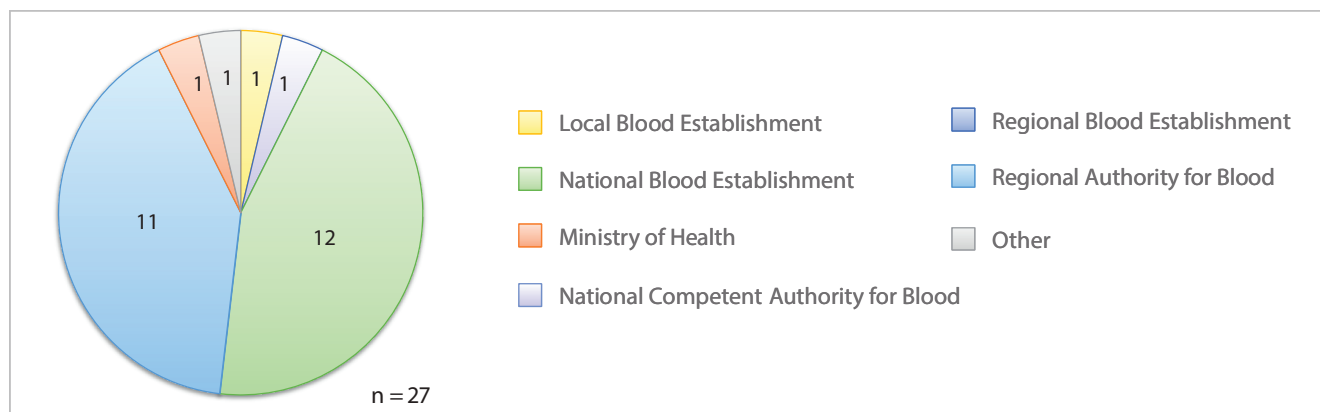 1
1
1
1
11
12
n = 27
Local Blood Establishment
National Blood Establishment
Ministry of Health
National Competent Authority for Blood
Regional Blood Establishment
Regional Authority for Blood
Other